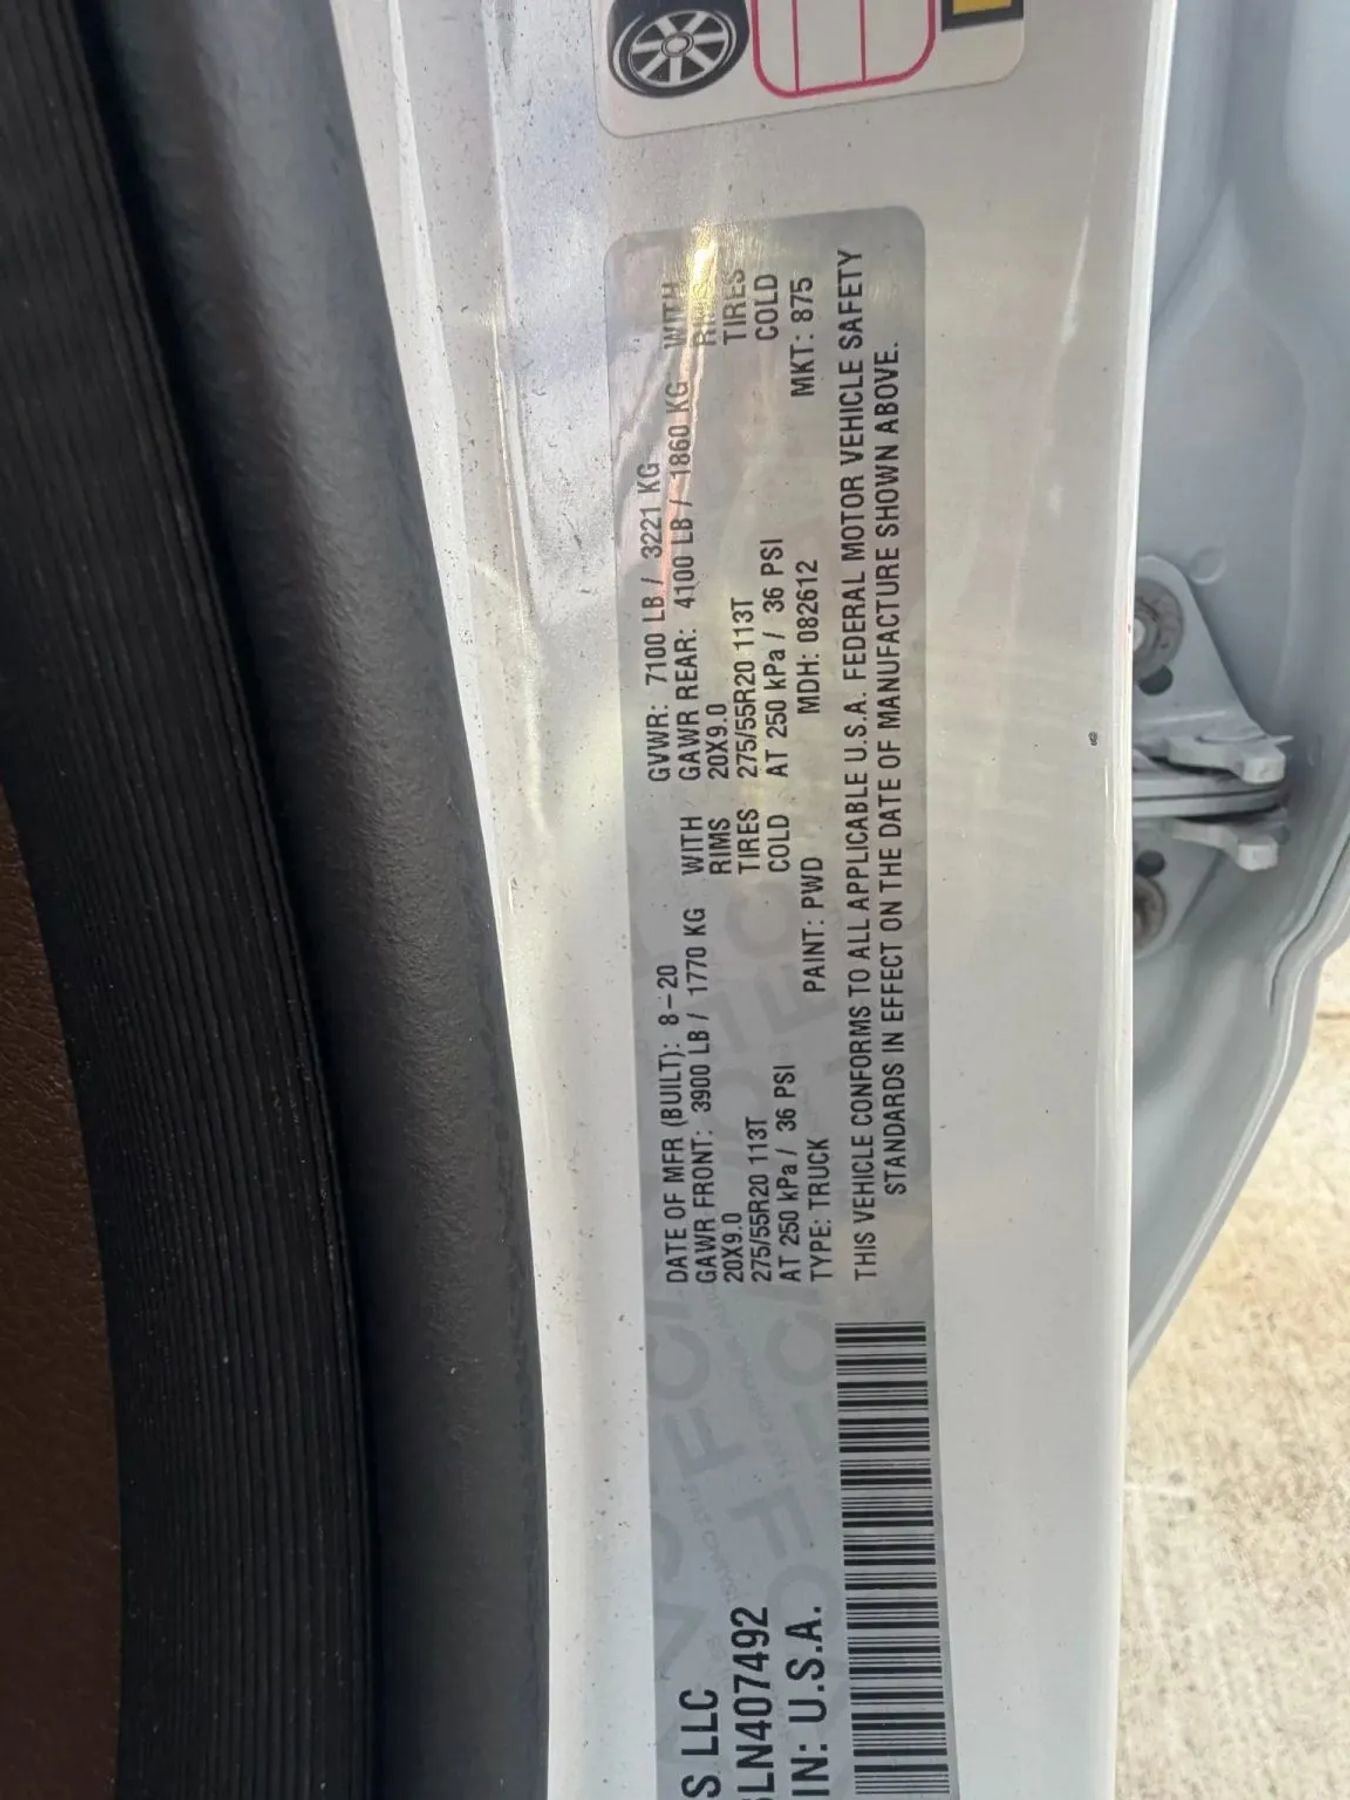 S LLC
LN407492
IN: U.S.A.
DATE OF MFR (BUILT): 8-20 GVWR: 7100 LB / 3221 KG
GAWR FRONT: 3900 LB / 1770 KG WITH GAWR REAR: 4100 LB / 1860 KG WITH
20X9.0 RIMS 20X9.0 RIMS
275/55R20 113T TIRES 275/55R20 113T TIRES
AT 250 kPa / 36 PSI COLD AT 250 kPa / 36 PSI COLD
TYPE: TRUCK PAINT: PWD MDH: 082612 MKT: 875
THIS VEHICLE CONFORMS TO ALL APPLICABLE U.S.A. FEDERAL MOTOR VEHICLE SAFETY
STANDARDS IN EFFECT ON THE DATE OF MANUFACTURE SHOWN ABOVE.